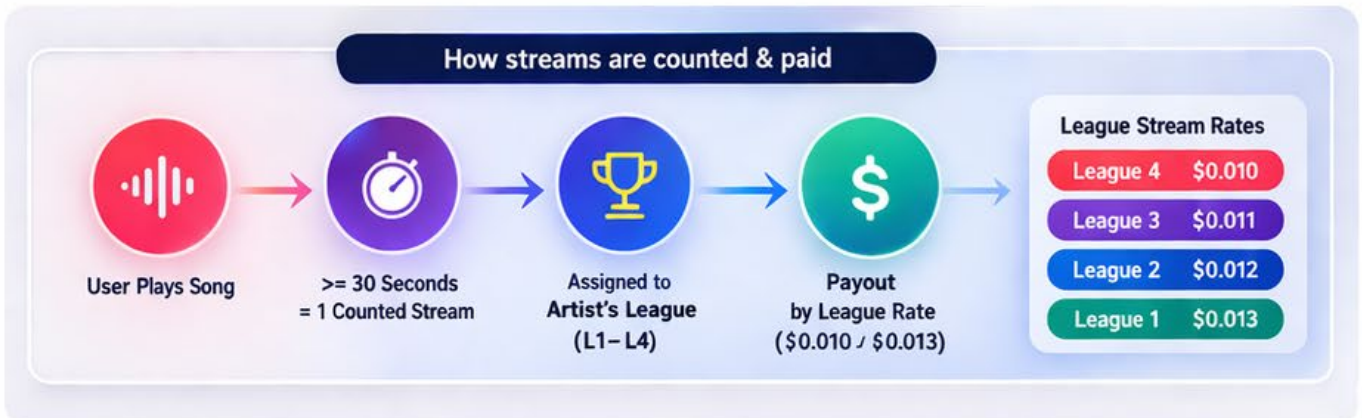 How streams are counted & paid
User Plays Song
>= 30 Seconds
= 1 Counted Stream
Assigned to
Artist's League
(L1–L4)
Payout
by League Rate
($0.010 / $0.013)
League Stream Rates
League 4 $0.010
League 3 $0.011
League 2 $0.012
League 1 $0.013